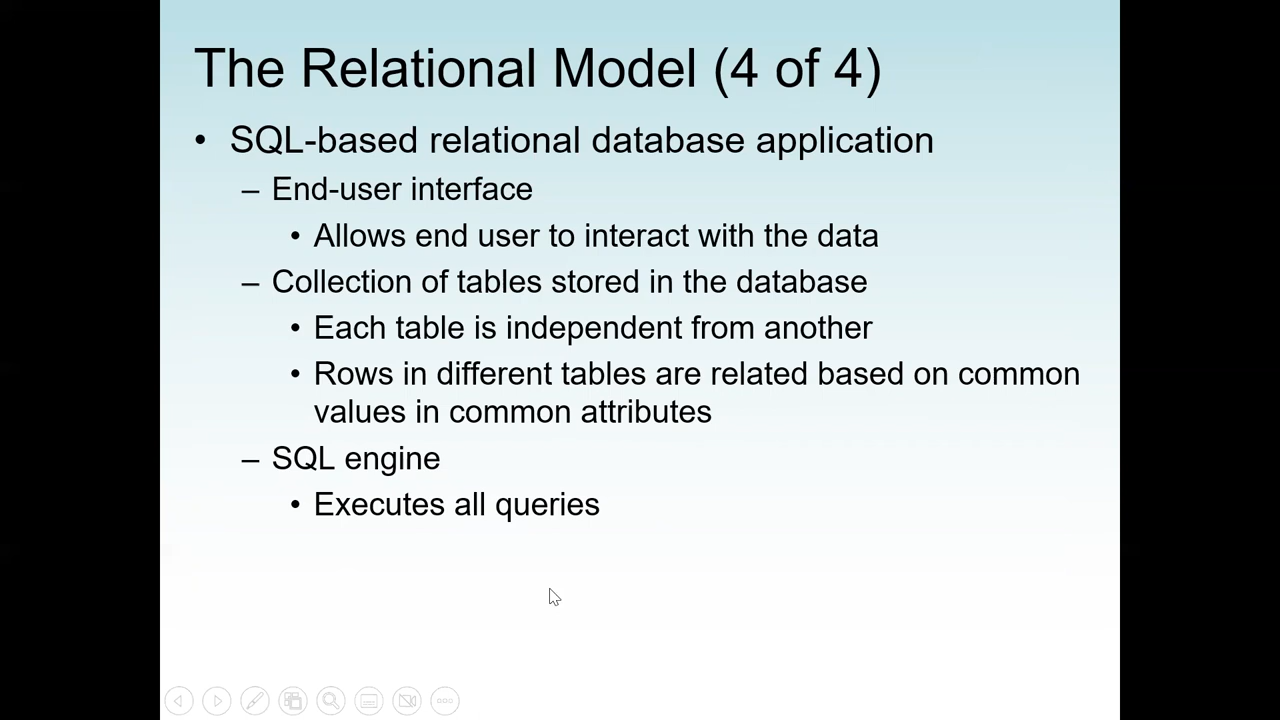 The Relational Model (4 of 4)
• SQL-based relational database application
– End-user interface
• Allows end user to interact with the data
– Collection of tables stored in the database
• Each table is independent from another
• Rows in different tables are related based on common
values in common attributes
– SQL engine
• Executes all queries